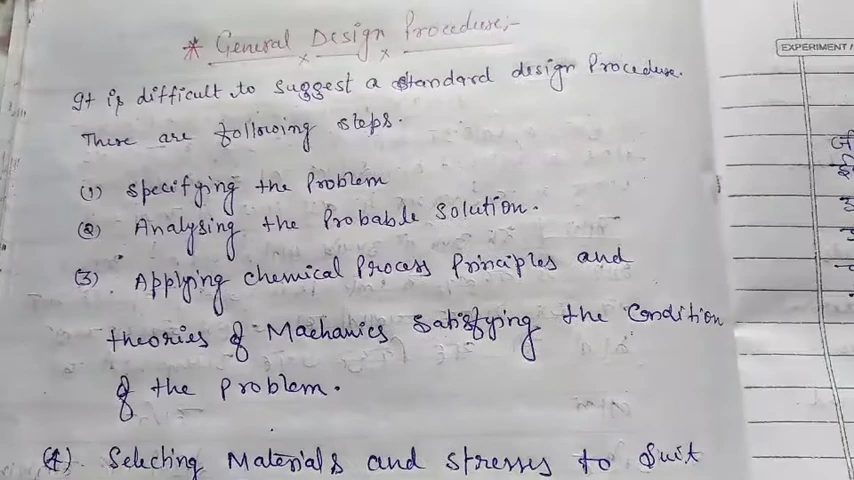 * General Design Procedure:-
It is difficult to suggest a standard design Procedure.
There are following steps.
(1) Specifying the Problem
(2) Analysing the Probable Solution.
(3). Applying chemical Process Principles and
theories of Machanics Satisfying the Condition
of the problem.
(4). Selecting Materials and stresses to Suit
EXPERIMENT